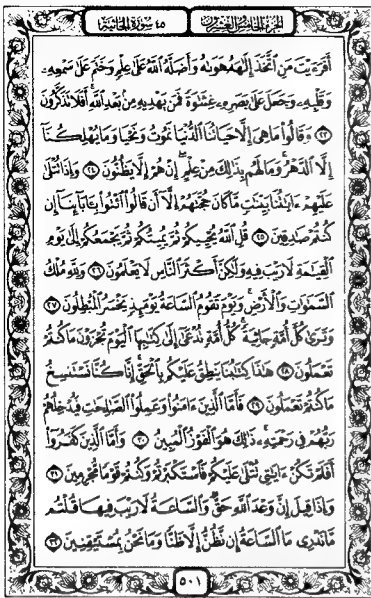 الجزء الخامس والعشرون
٤٥ سورة الجاثية
أَفَرَءَيْتَ مَنِ ٱتَّخَذَ إِلَٰهَهُۥ هَوَىٰهُ وَأَضَلَّهُ ٱللَّهُ عَلَىٰ عِلْمٍ وَخَتَمَ عَلَىٰ سَمْعِهِۦ
وَقَلْبِهِۦ وَجَعَلَ عَلَىٰ بَصَرِهِۦ غِشَٰوَةً فَمَن يَهْدِيهِ مِنۢ بَعْدِ ٱللَّهِ أَفَلَا تَذَكَّرُونَ
٢٣ وَقَالُوا۟ مَا هِىَ إِلَّا حَيَاتُنَا ٱلدُّنْيَا نَمُوتُ وَنَحْيَا وَمَا يُهْلِكُنَآ
إِلَّا ٱلدَّهْرُ وَمَا لَهُم بِذَٰلِكَ مِنْ عِلْمٍ إِنْ هُمْ إِلَّا يَظُنُّونَ ٢٤ وَإِذَا تُتْلَىٰ
عَلَيْهِمْ ءَايَٰتُنَا بَيِّنَٰتٍ مَّا كَانَ حُجَّتَهُمْ إِلَّآ أَن قَالُوا۟ ٱئْتُوا۟ بِـَٔابَآئِنَآ إِن
كُنتُمْ صَٰدِقِينَ ٢٥ قُلِ ٱللَّهُ يُحْيِيكُمْ ثُمَّ يُمِيتُكُمْ ثُمَّ يَجْمَعُكُمْ إِلَىٰ يَوْمِ
ٱلْقِيَٰمَةِ لَا رَيْبَ فِيهِ وَلَٰكِنَّ أَكْثَرَ ٱلنَّاسِ لَا يَعْلَمُونَ ٢٦ وَلِلَّهِ مُلْكُ
ٱلسَّمَٰوَٰتِ وَٱلْأَرْضِ وَيَوْمَ تَقُومُ ٱلسَّاعَةُ يَوْمَئِذٍ يَخْسَرُ ٱلْمُبْطِلُونَ ٢٧
وَتَرَىٰ كُلَّ أُمَّةٍ جَاثِيَةً كُلُّ أُمَّةٍ تُدْعَىٰٓ إِلَىٰ كِتَٰبِهَا ٱلْيَوْمَ تُجْزَوْنَ مَا كُنتُمْ
تَعْمَلُونَ ٢٨ هَٰذَا كِتَٰبُنَا يَنطِقُ عَلَيْكُم بِٱلْحَقِّ إِنَّا كُنَّا نَسْتَنسِخُ
مَا كُنتُمْ تَعْمَلُونَ ٢٩ فَأَمَّا ٱلَّذِينَ ءَامَنُوا۟ وَعَمِلُوا۟ ٱلصَّٰلِحَٰتِ فَيُدْخِلُهُمْ
رَبُّهُمْ فِى رَحْمَتِهِۦ ذَٰلِكَ هُوَ ٱلْفَوْزُ ٱلْمُبِينُ ٣٠ وَأَمَّا ٱلَّذِينَ كَفَرُوٓا۟
أَفَلَمْ تَكُنْ ءَايَٰتِى تُتْلَىٰ عَلَيْكُمْ فَٱسْتَكْبَرْتُمْ وَكُنتُمْ قَوْمًا مُّجْرِمِينَ ٣١
وَإِذَا قِيلَ إِنَّ وَعْدَ ٱللَّهِ حَقٌّ وَٱلسَّاعَةُ لَا رَيْبَ فِيهَا قُلْتُم
مَّا نَدْرِى مَا ٱلسَّاعَةُ إِن نَّظُنُّ إِلَّا ظَنًّا وَمَا نَحْنُ بِمُسْتَيْقِنِينَ ٣٢
٥٠١